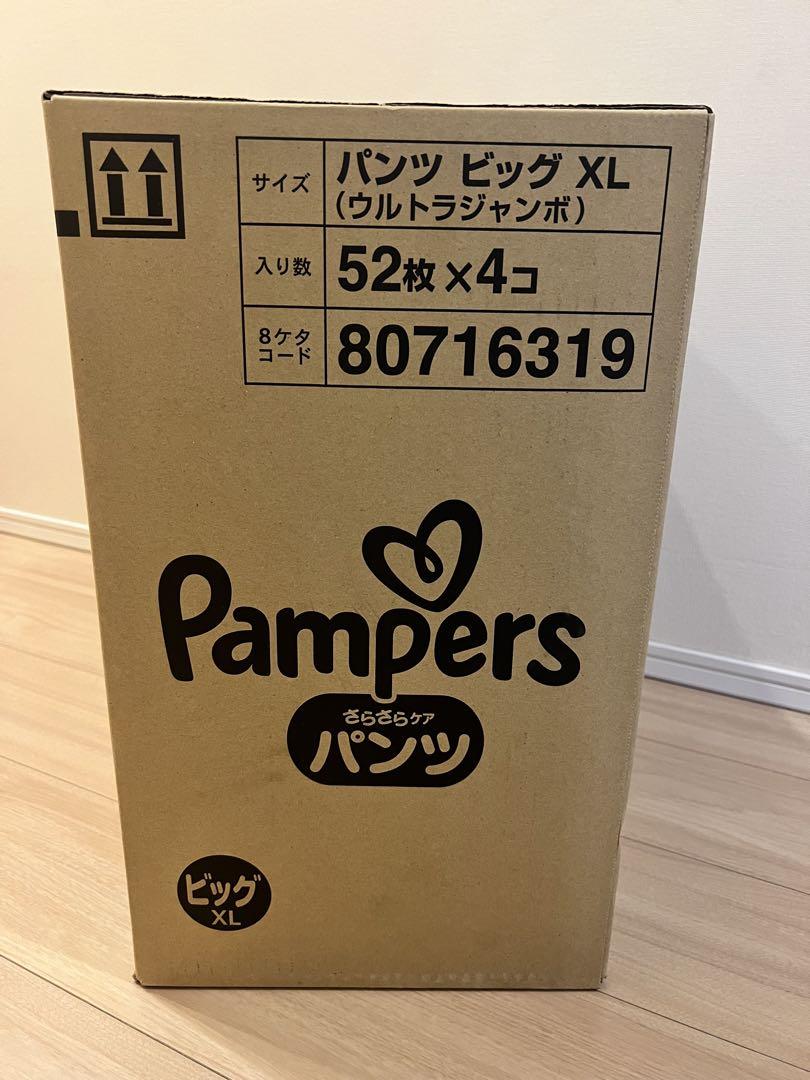 サイズ パンツ ビッグ XL
(ウルトラジャンボ)
入り数 52枚×4コ
8ケタ
コード 80716319
Pampers
さらさらケア
パンツ
ビッグ
XL